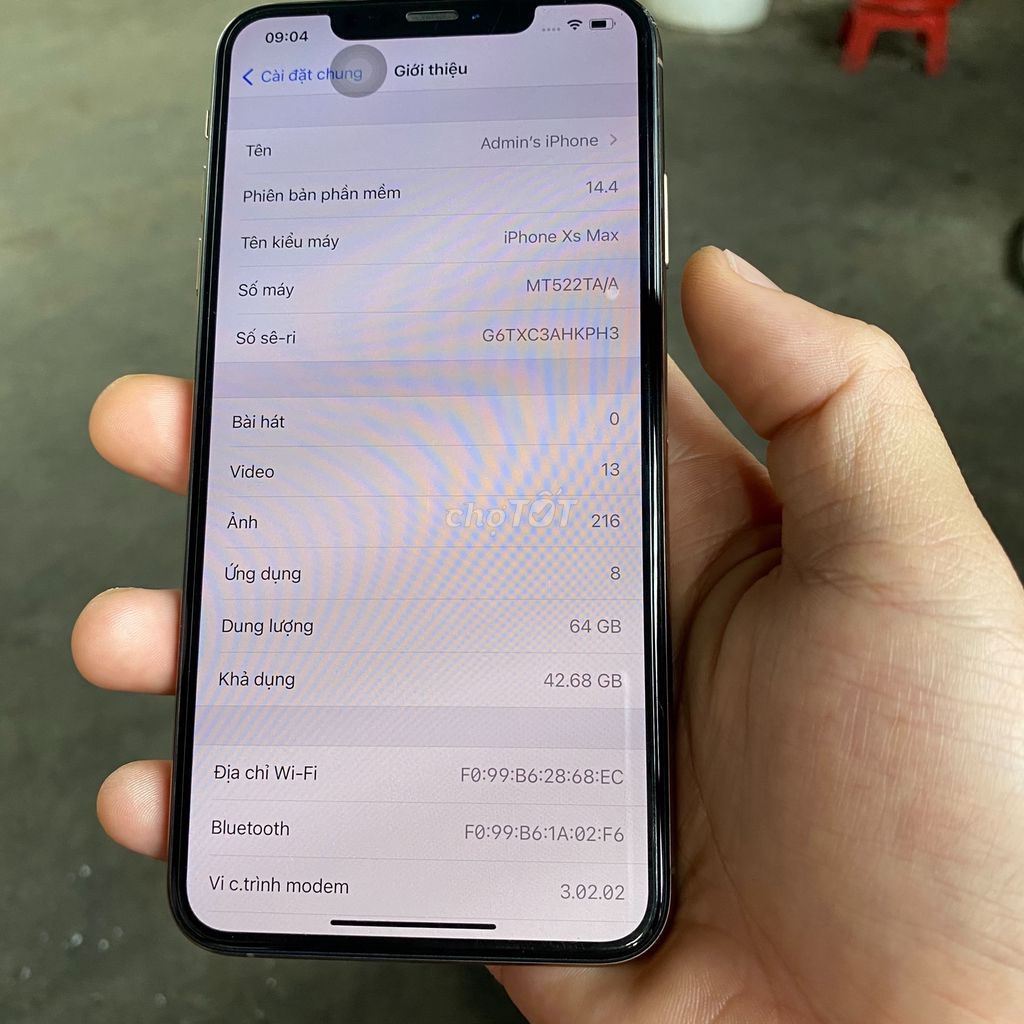 09:04
Cài đặt chung
Giới thiệu
Tên Admin's iPhone
Phiên bản phần mềm 14.4
Tên kiểu máy iPhone Xs Max
Số máy MT522TA/A
Số sê-ri G6TXC3AHKPH3
Bài hát 0
Video 13
Ảnh 216
chợTỐT
Ứng dụng 8
Dung lượng 64 GB
Khả dụng 42.68 GB
Địa chỉ Wi-Fi F0:99:B6:28:68:EC
Bluetooth F0:99:B6:1A:02:F6
Vi c.trình modem 3.02.02